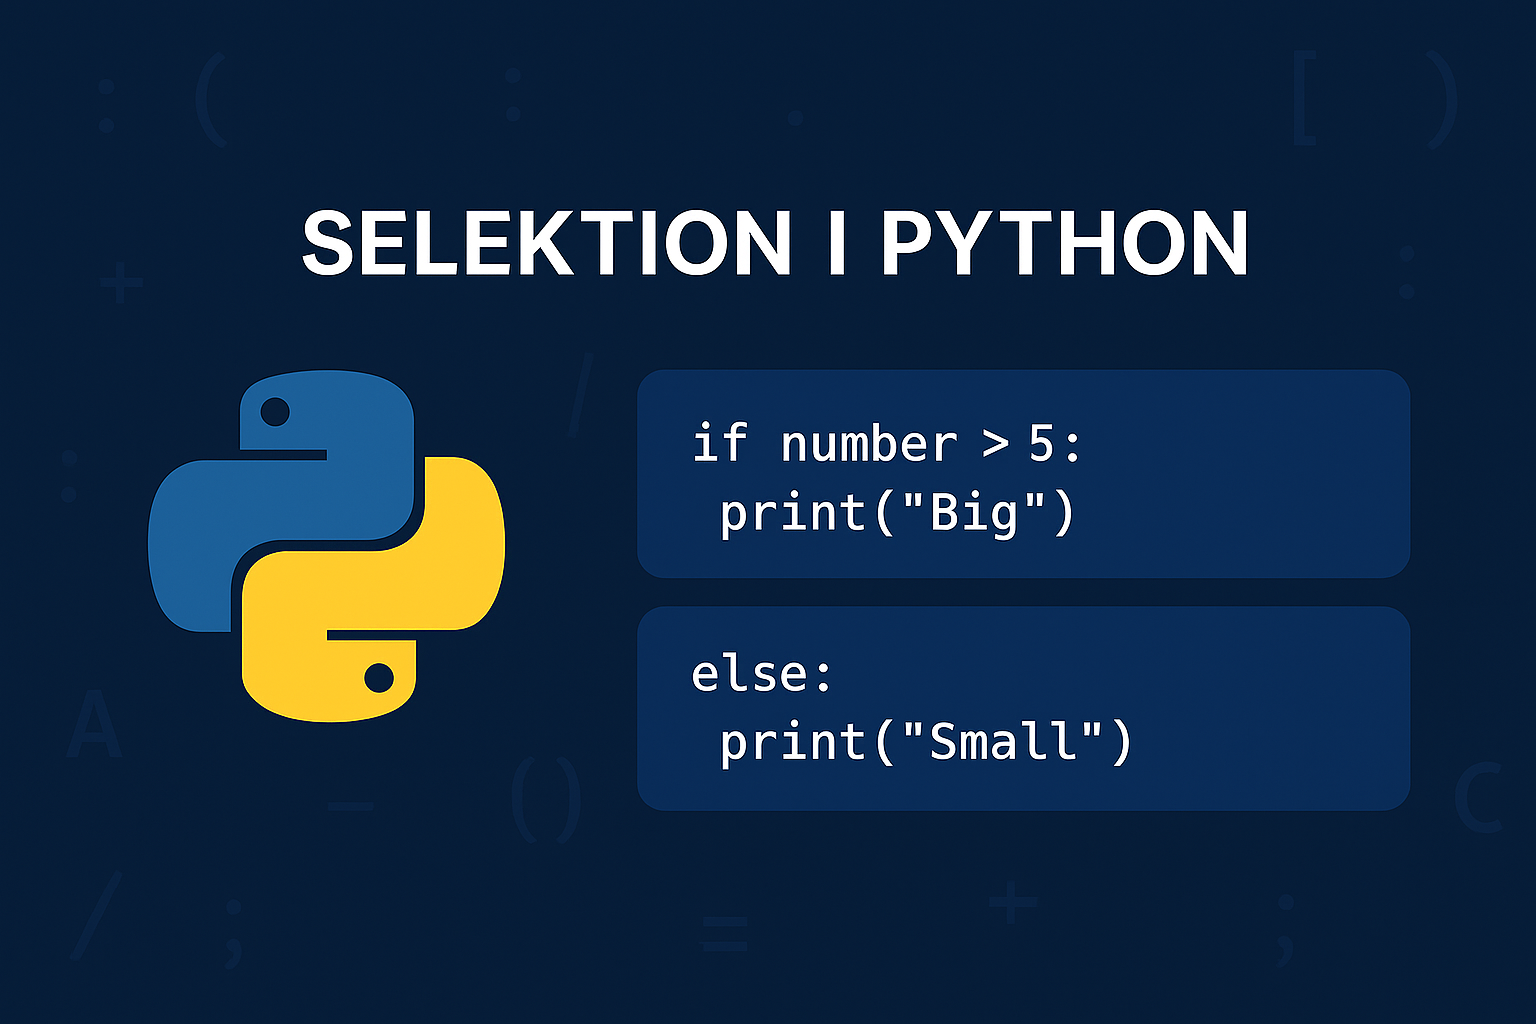 : ( : . [ )
SELEKTION I PYTHON
+ :
/
if number > 5:
print("Big")
:
else:
print("Small")
A
- () C
/ ; = + ;